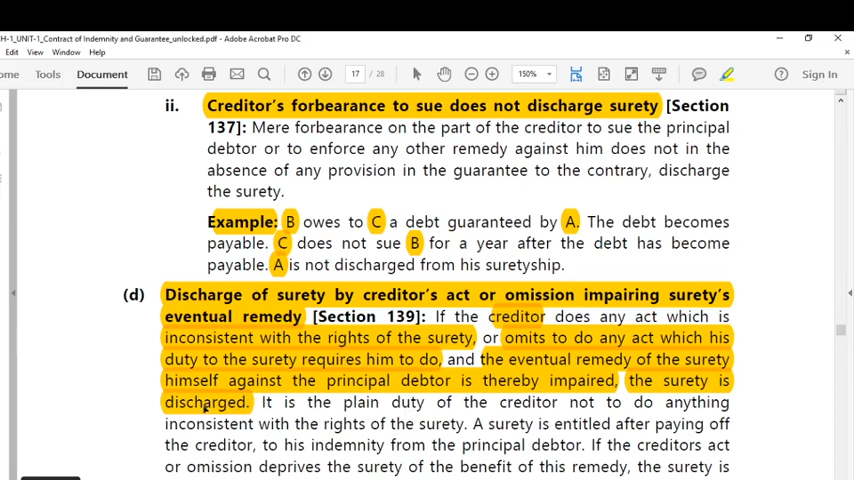 H-1_UNIT-1_Contract of Indemnity and Guarantee_unlocked.pdf - Adobe Acrobat Pro DC
Edit View Window Help
ome Tools Document 17 / 28 150% Sign In
ii. Creditor's forbearance to sue does not discharge surety [Section
137]: Mere forbearance on the part of the creditor to sue the principal
debtor or to enforce any other remedy against him does not in the
absence of any provision in the guarantee to the contrary, discharge
the surety.
Example: B owes to C a debt guaranteed by A. The debt becomes
payable. C does not sue B for a year after the debt has become
payable. A is not discharged from his suretyship.
(d) Discharge of surety by creditor's act or omission impairing surety's
eventual remedy [Section 139]: If the creditor does any act which is
inconsistent with the rights of the surety, or omits to do any act which his
duty to the surety requires him to do, and the eventual remedy of the surety
himself against the principal debtor is thereby impaired, the surety is
discharged. It is the plain duty of the creditor not to do anything
inconsistent with the rights of the surety. A surety is entitled after paying off
the creditor, to his indemnity from the principal debtor. If the creditors act
or omission deprives the surety of the benefit of this remedy, the surety is